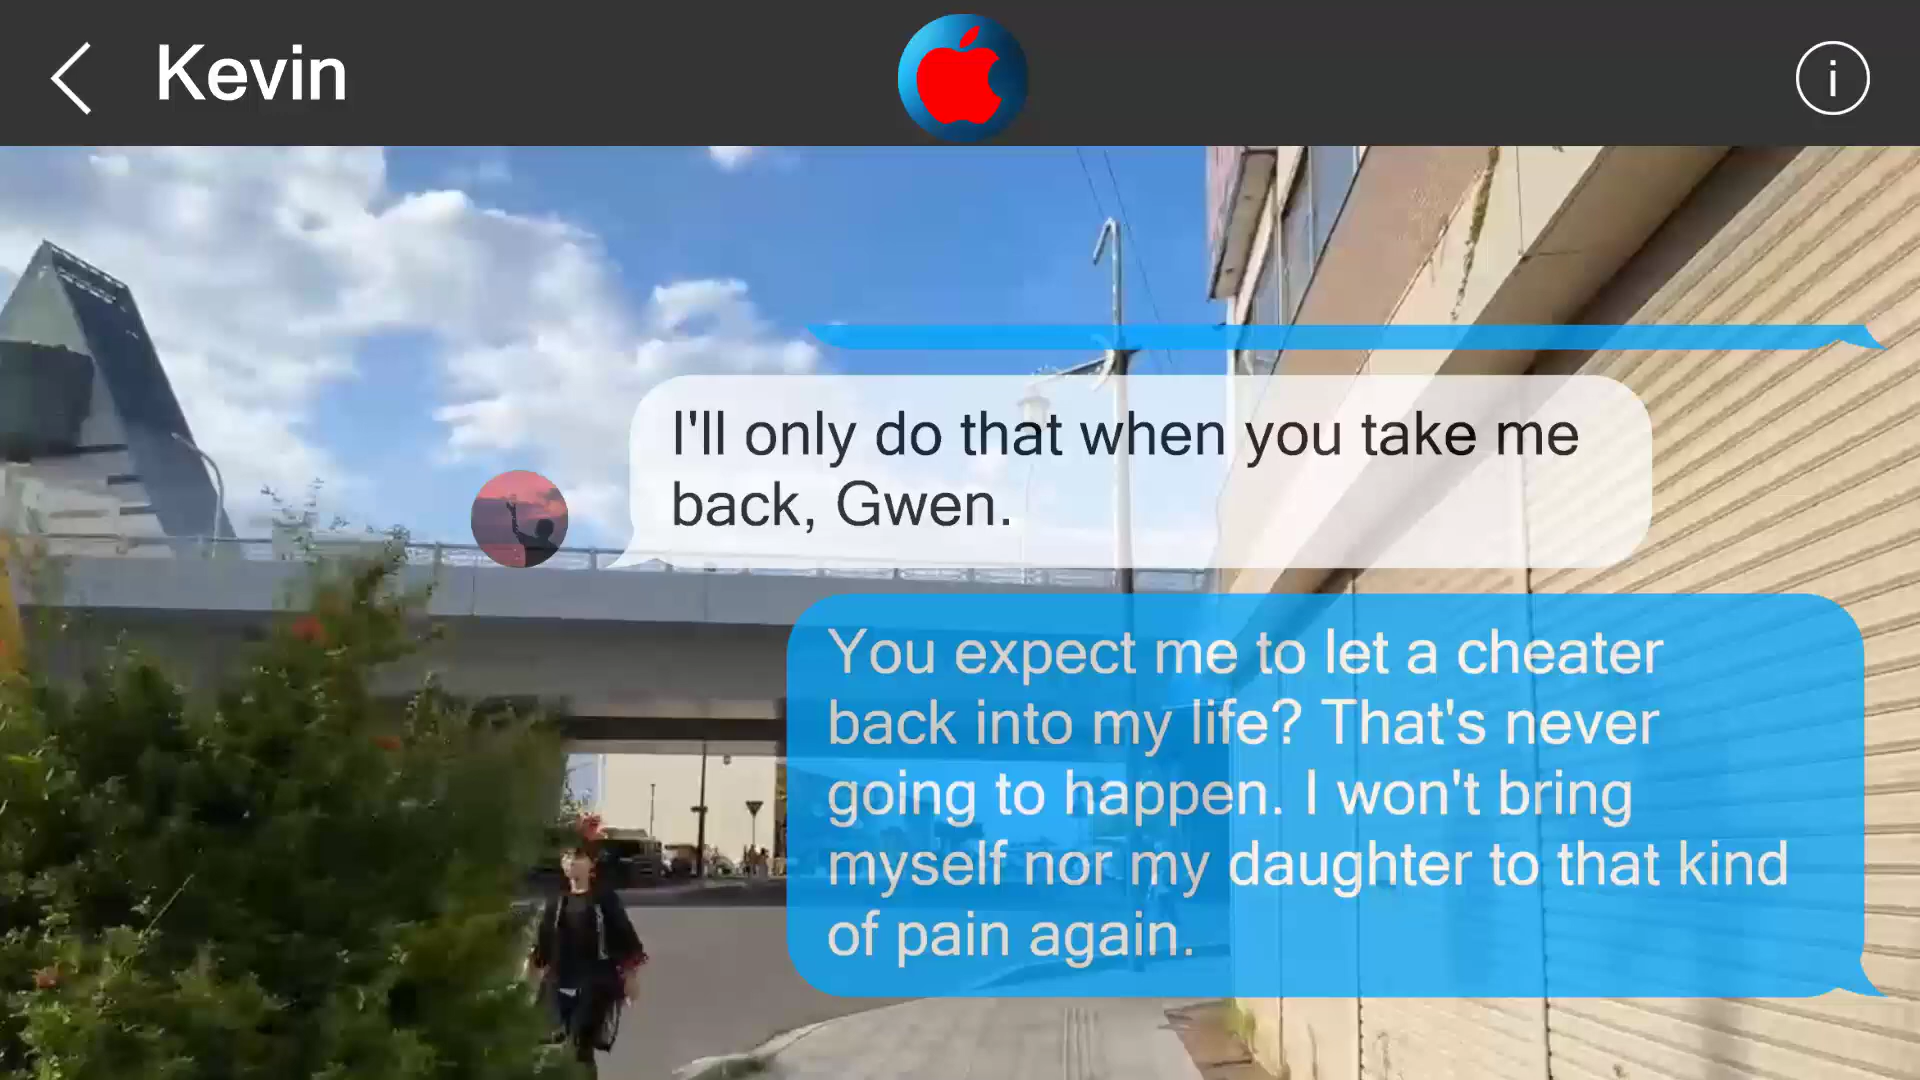 Kevin
i
I'll only do that when you take me
back, Gwen.
You expect me to let a cheater
back into my life? That's never
going to happen. I won't bring
myself nor my daughter to that kind
of pain again.